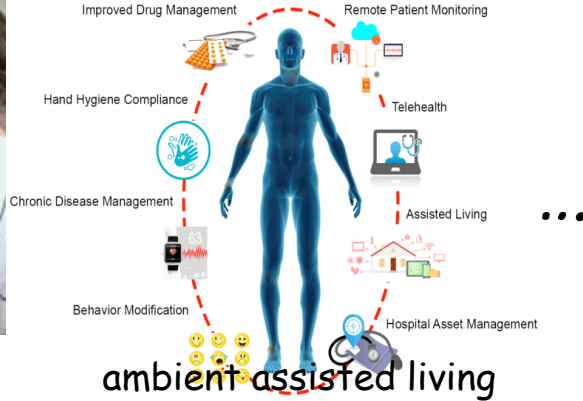 Improved Drug Management
Remote Patient Monitoring
Hand Hygiene Compliance
Telehealth
Chronic Disease Management
63
Assisted Living
...
Behavior Modification
Hospital Asset Management
ambient assisted living